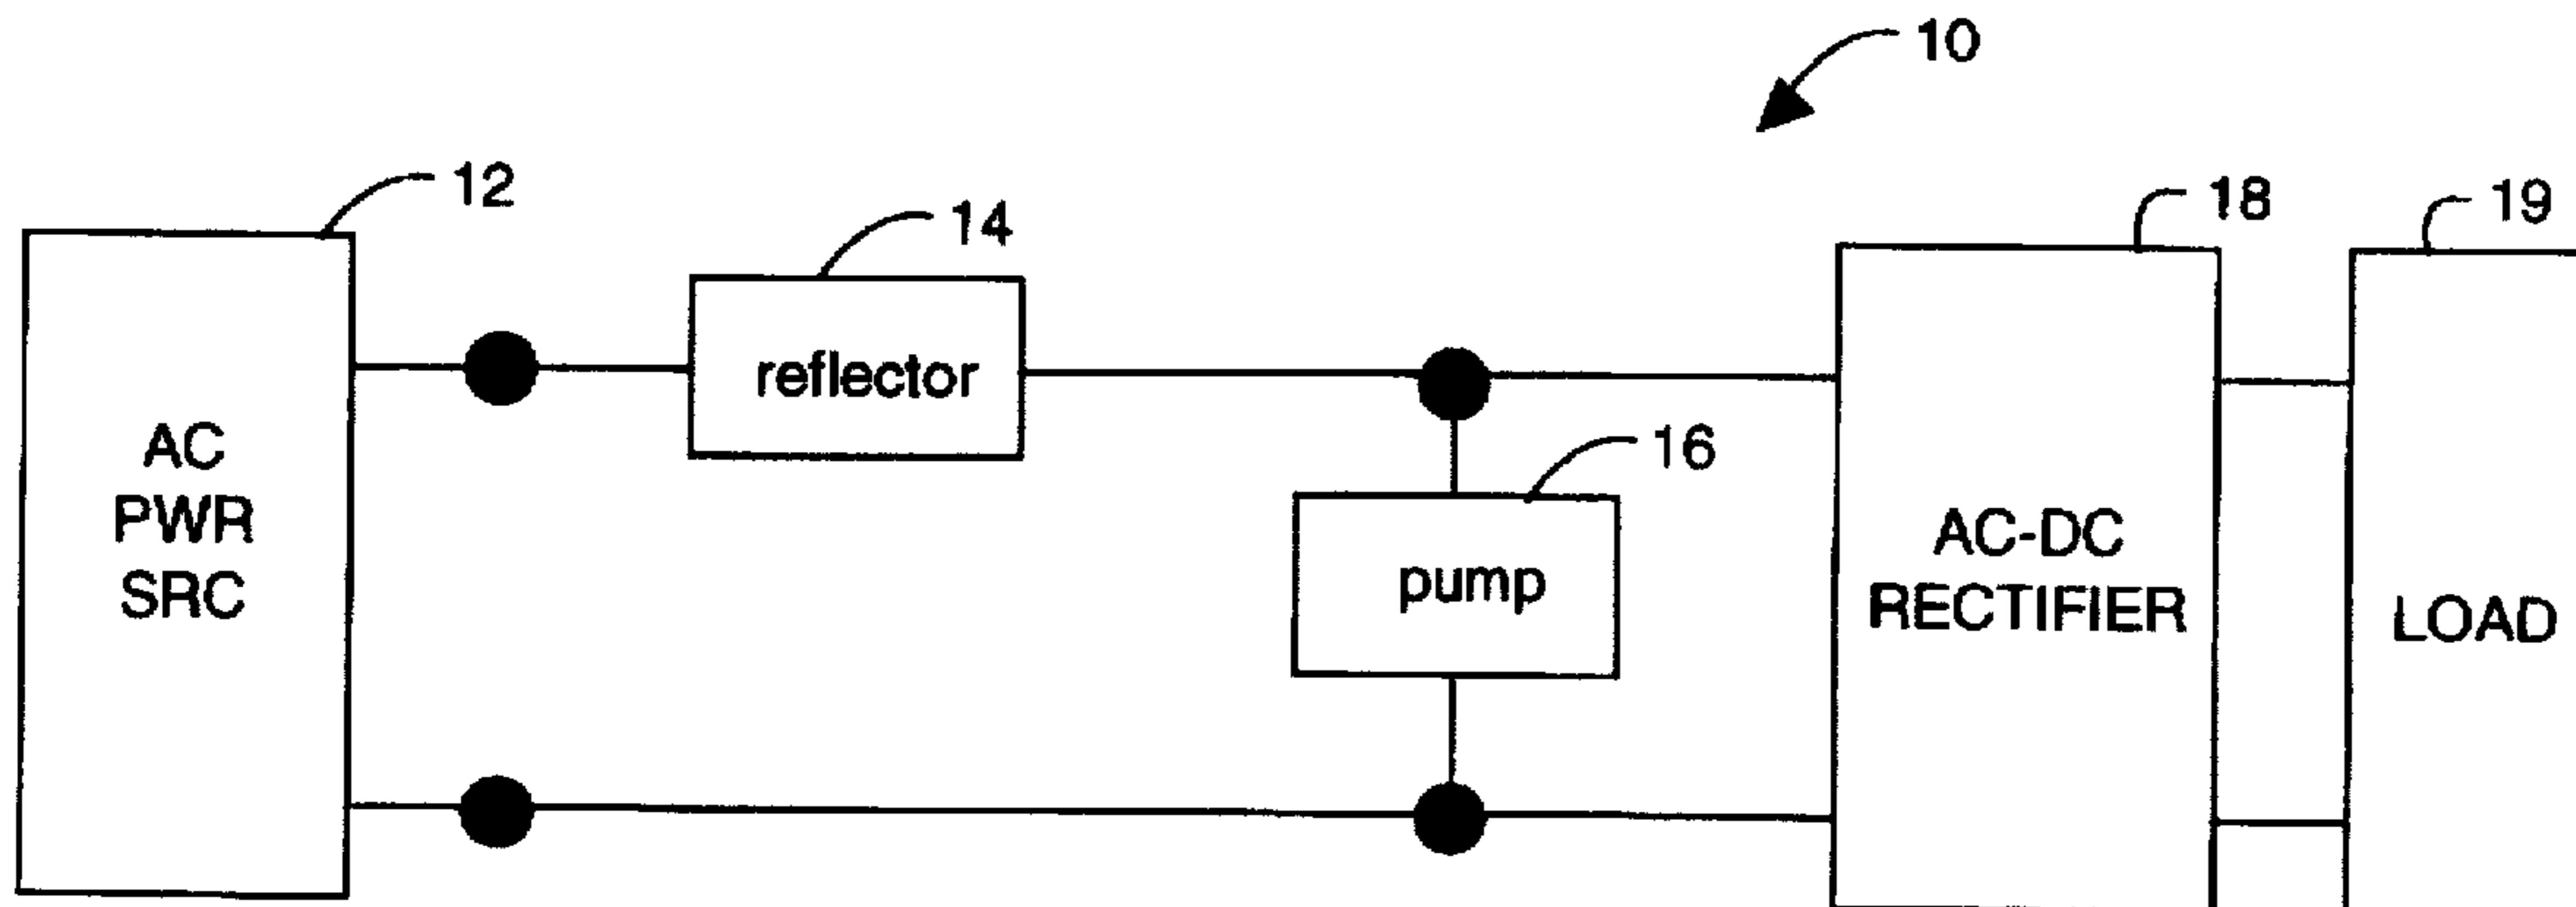 10
12
14
18
19
reflector
16
AC
PWR
SRC
pump
AC-DC
RECTIFIER
LOAD